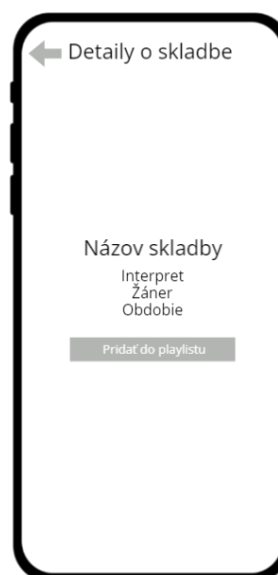 Detaily o skladbe
Názov skladby
Interpret
Žáner
Obdobie
Pridať do playlistu